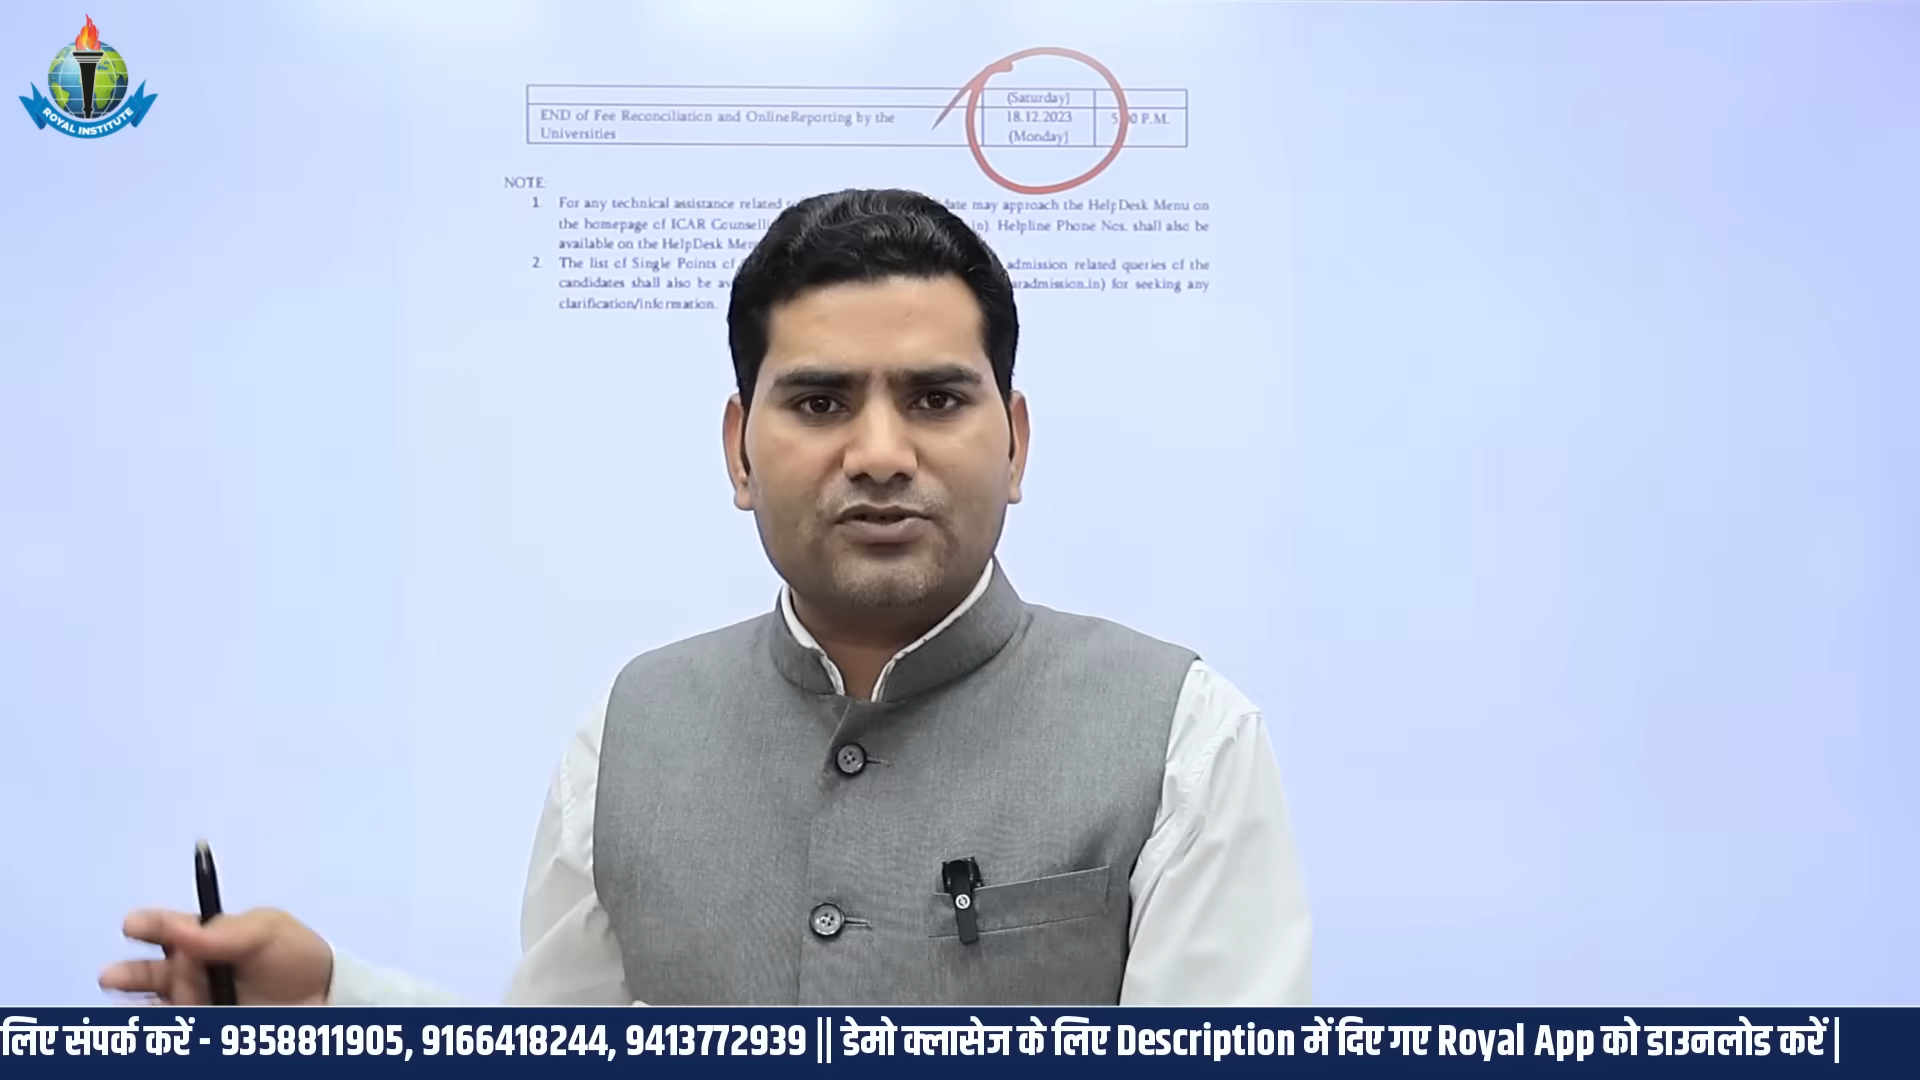 ROYAL INSTITUTE
(Saturday)
END of Fee Reconciliation and OnlineReporting by the
Universities
18.12.2023
(Monday)
P.M.
NOTE:
1. For any technical assistance related may approach the HelpDesk Menu on
the homepage of ICAR Helpline Phone Nos. shall also be
available on the HelpDesk
2. The list of Single Points of admission related queries of the
candidates shall also be for seeking any
clarification/information.
लिए संपर्क करें - 9358811905, 9166418244, 9413772939 || डेमो क्लासेज के लिए Description में दिए गए Royal App को डाउनलोड करें |